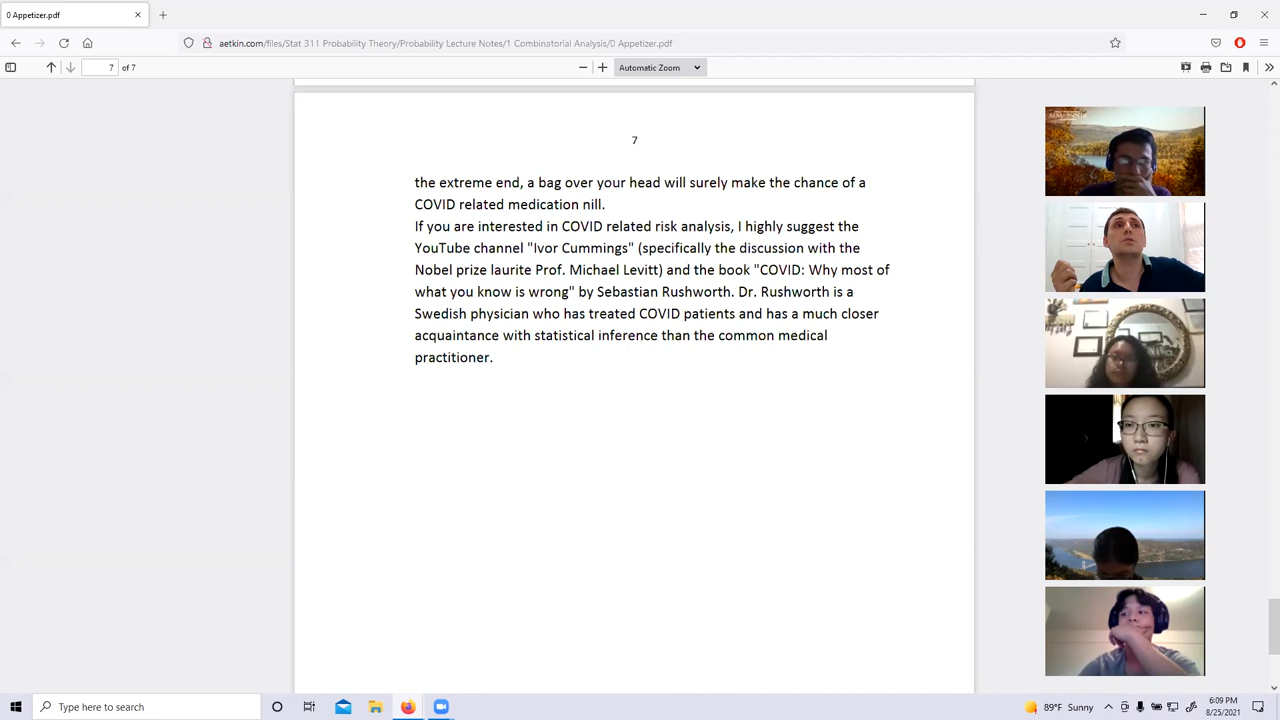 0 Appetizer.pdf
aetkin.com/files/Stat 311 Probability Theory/Probability Lecture Notes/1 Combinatorial Analysis/0 Appetizer.pdf
7 of 7
Automatic Zoom
7
the extreme end, a bag over your head will surely make the chance of a
COVID related medication nill.
If you are interested in COVID related risk analysis, I highly suggest the
YouTube channel "Ivor Cummings" (specifically the discussion with the
Nobel prize laurite Prof. Michael Levitt) and the book "COVID: Why most of
what you know is wrong" by Sebastian Rushworth. Dr. Rushworth is a
Swedish physician who has treated COVID patients and has a much closer
acquaintance with statistical inference than the common medical
practitioner.
Type here to search
89°F Sunny
6:09 PM
8/25/2021